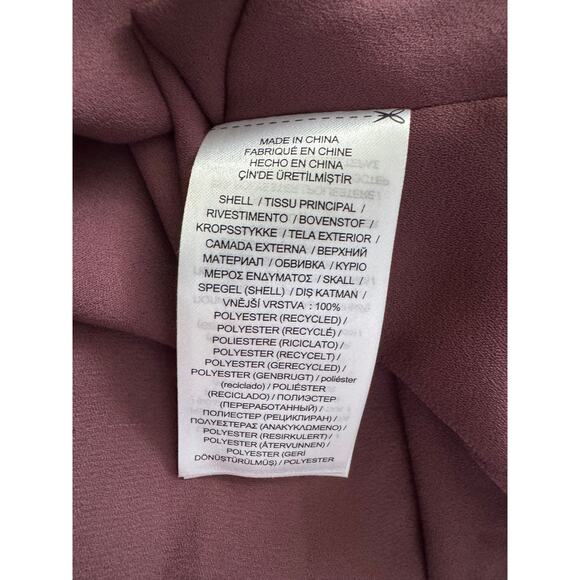 MADE IN CHINA
FABRIQUÉ EN CHINE
HECHO EN CHINA
ÇİN'DE ÜRETİLMİŞTİR
SHELL / TISSU PRINCIPAL /
RIVESTIMENTO / BOVENSTOF /
KROPSSTYKKE / TELA EXTERIOR /
CAMADA EXTERNA / ВЕРХНИЙ
МАТЕРИАЛ / ОБВИВКА / ΚΥΡΙΟ
ΜΕΡΟΣ ΕΝΔΥΜΑΤΟΣ / SKALL /
SPEGEL (SHELL) / DIŞ KATMAN /
VNĚJŠÍ VRSTVA : 100%
POLYESTER (RECYCLED) /
POLYESTER (RECYCLÉ) /
POLIESTERE (RICICLATO) /
POLYESTER (RECYCELT) /
POLYESTER (GERECYCLED) /
POLYESTER (GENBRUGT) / poliéster
(reciclado) / POLIÉSTER
(RECICLADO) / ПОЛИЭСТЕР
(ПЕРЕРАБОТАННЫЙ) /
ПОЛИЕСТЕР (РЕЦИКЛИРАН) /
ΠΟΛΥΕΣΤΕΡΑΣ (ΑΝΑΚΥΚΛΩΜΕΝΟ) /
POLYESTER (RESIRKULERT) /
POLYESTER (ÅTERVUNNEN) /
POLYESTER (GERİ
DÖNÜŞTÜRÜLMÜŞ) / POLYESTER